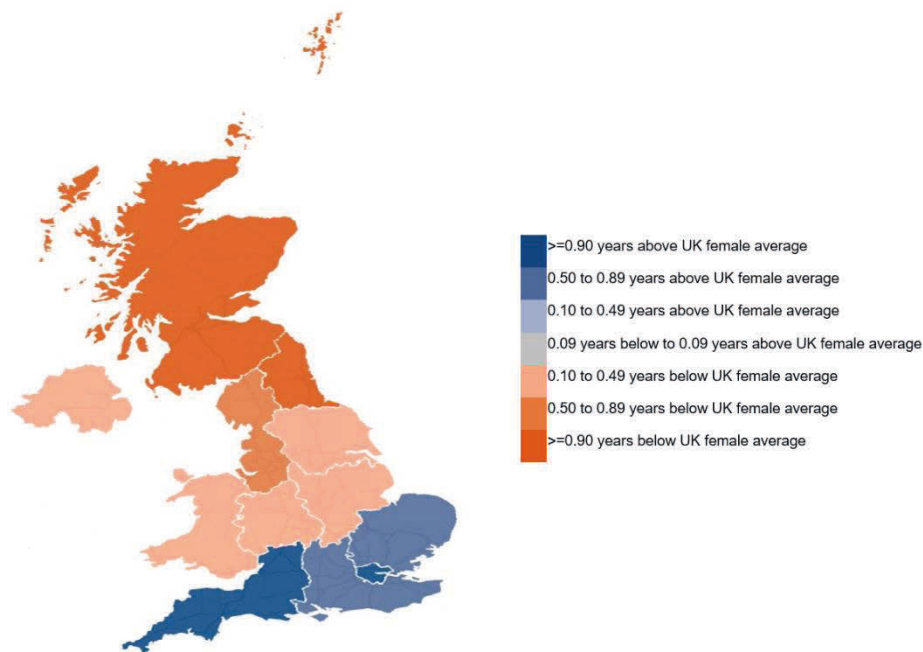 >=0.90 years above UK female average
0.50 to 0.89 years above UK female average
0.10 to 0.49 years above UK female average
0.09 years below to 0.09 years above UK female average
0.10 to 0.49 years below UK female average
0.50 to 0.89 years below UK female average
>=0.90 years below UK female average